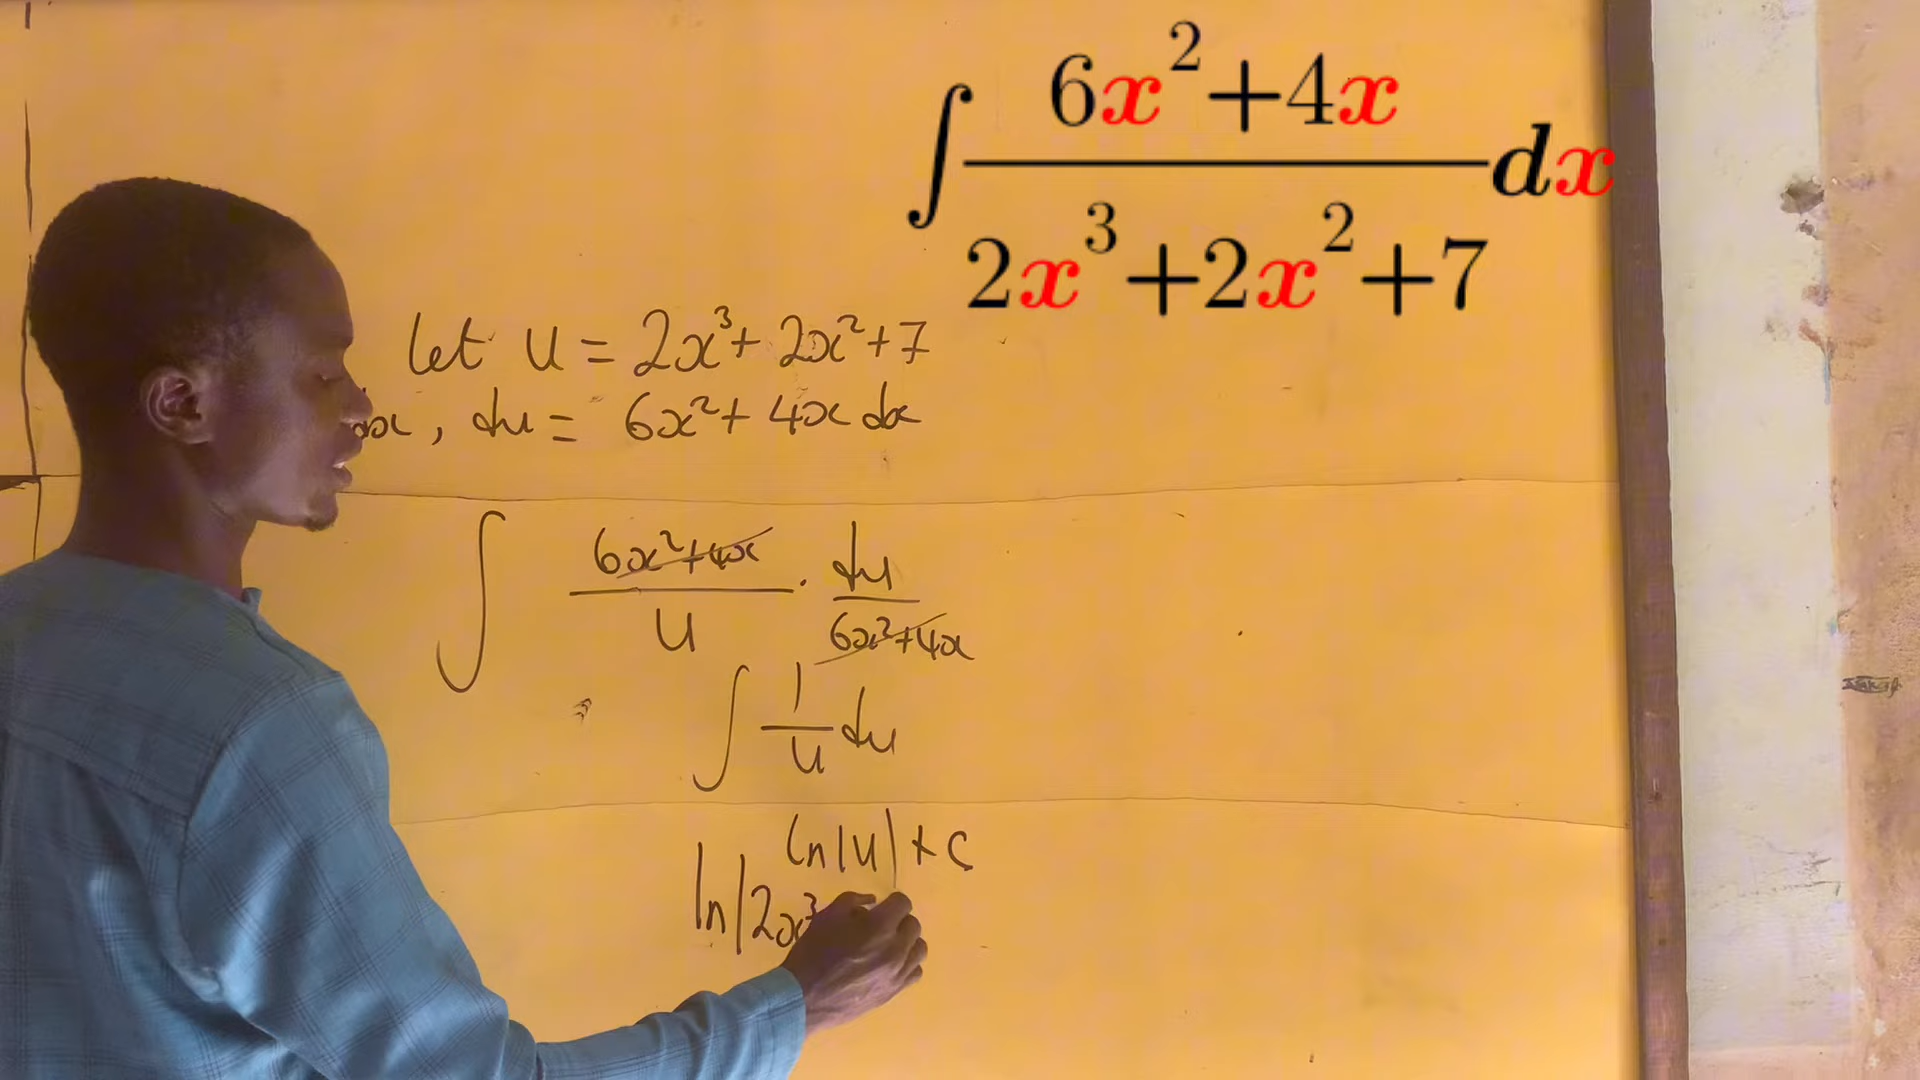 ∫ 6x²+4x / 2x³+2x²+7 dx
let u = 2x³+ 2x²+7
dx, du = 6x²+ 4x dx
∫ 6x²+4x / u · du / 6x²+4x
∫ 1/u du
ln|u| + c
ln|2x³